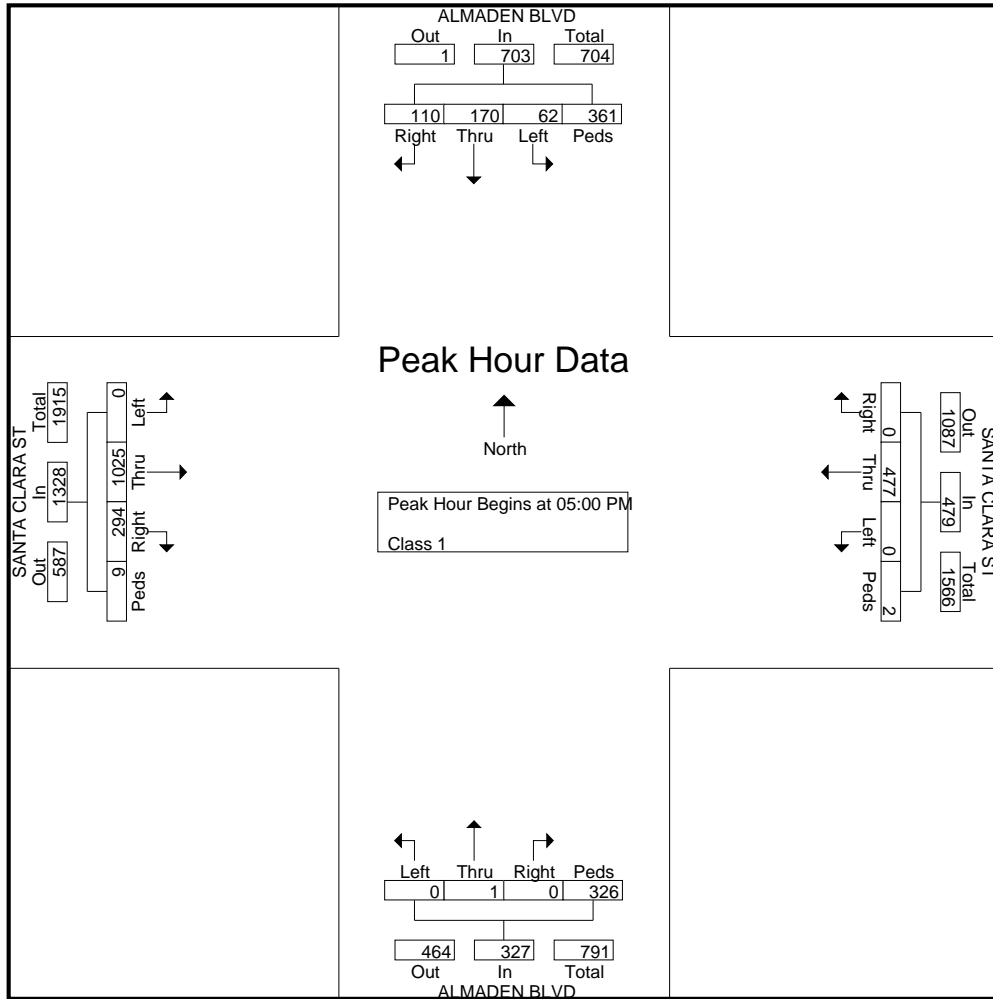 ALMADEN BLVD
Out In Total
1 703 704
110 170 62 361
Right Thru Left Peds
Peak Hour Data
North
Peak Hour Begins at 05:00 PM
Class 1
SANTA CLARA ST
Total In Out
1915 1328 587
0 1025 294 9
Left Thru Right Peds
SANTA CLARA ST
Out In Total
1087 479 1566
0 477 0 2
Right Thru Left Peds
Left Thru Right Peds
0 1 0 326
464 327 791
Out In Total
ALMADEN BLVD